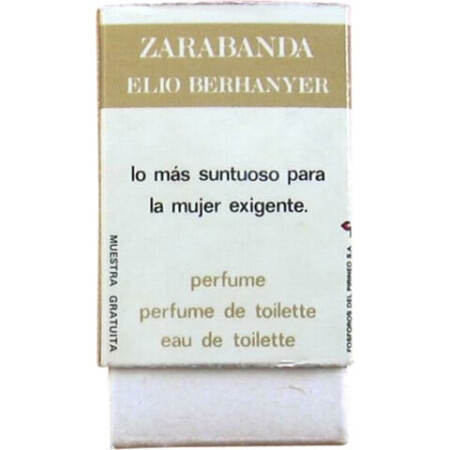 ZARABANDA
ELIO BERHANYER
lo más suntuoso para
la mujer exigente.
perfume
perfume de toilette
eau de toilette
MUESTRA GRATUITA
FOSFOROS DEL PIRINEO S.A.